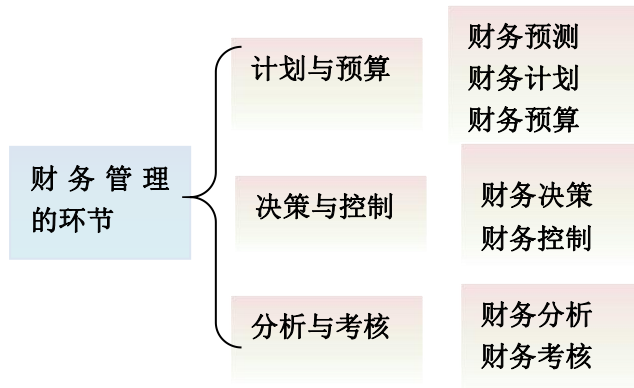 财务管理
的环节
计划与预算
财务预测
财务计划
财务预算
决策与控制
财务决策
财务控制
分析与考核
财务分析
财务考核